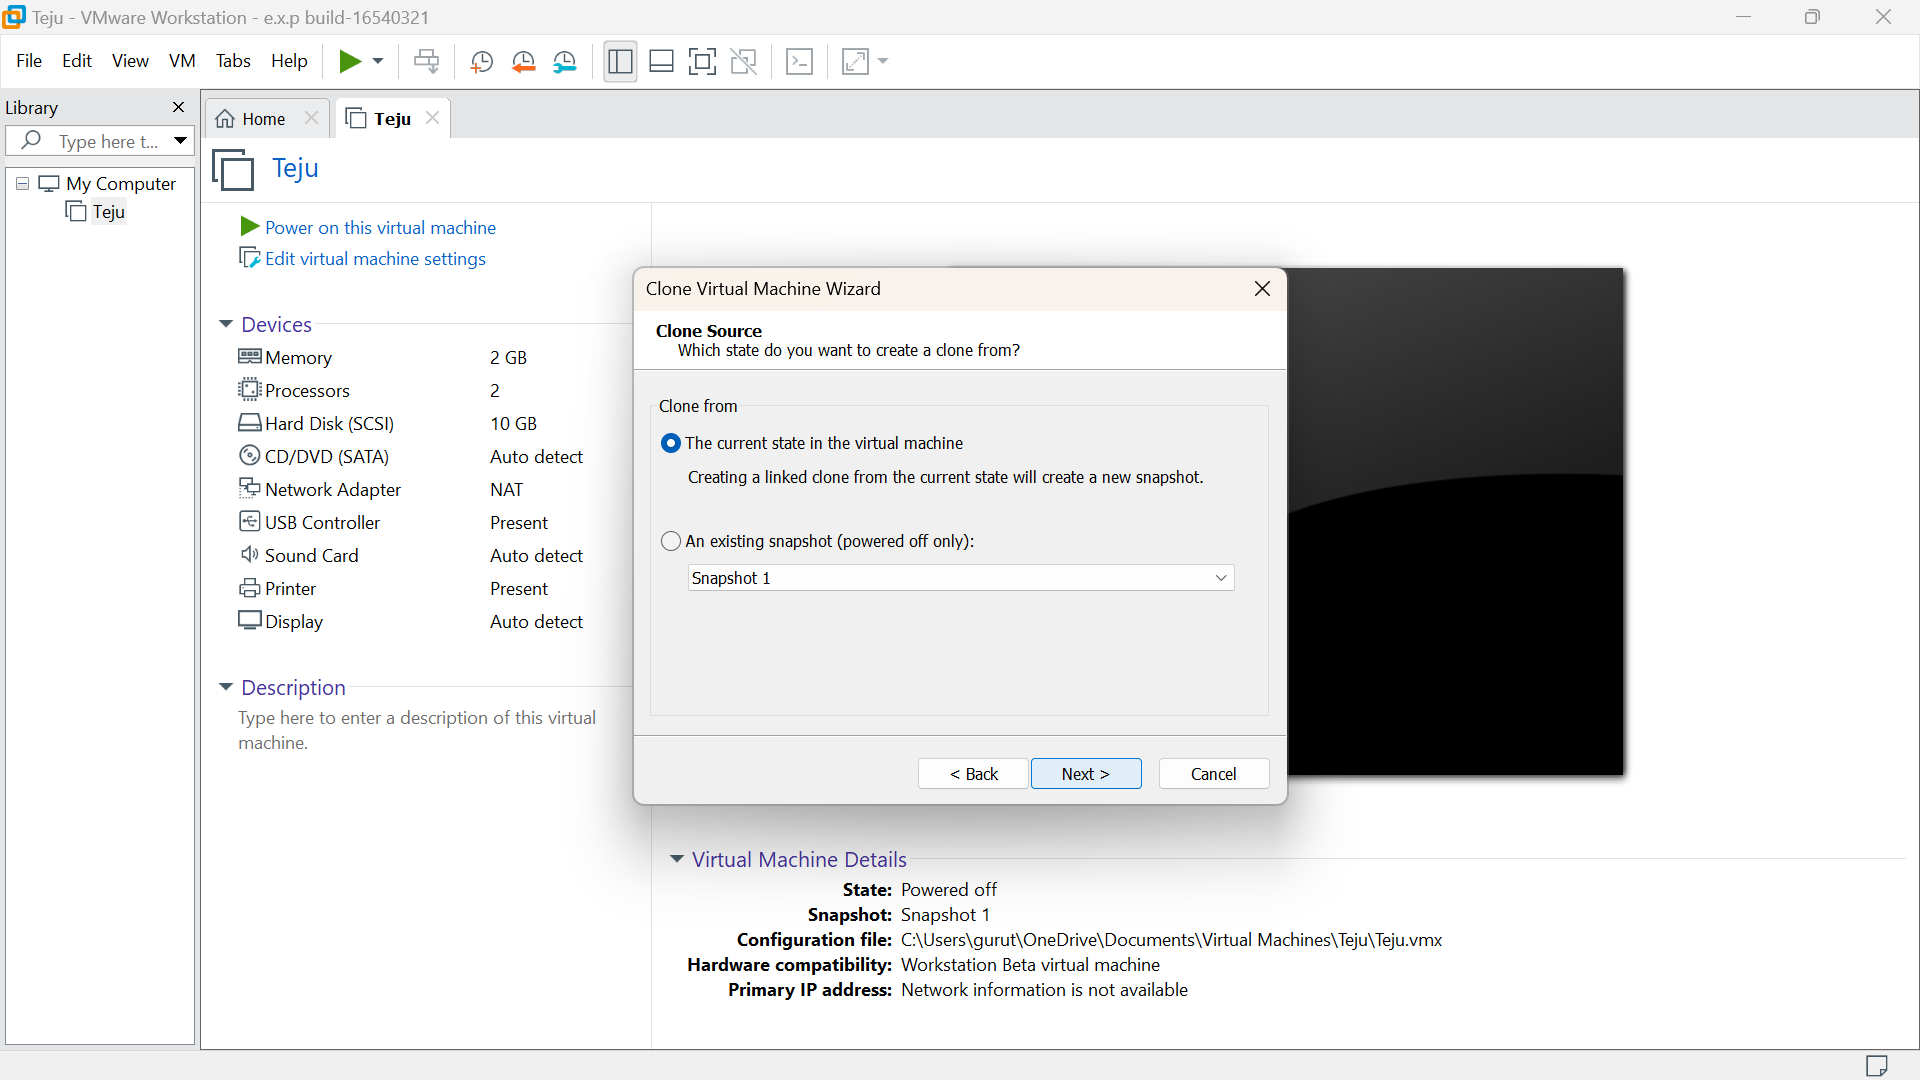 Teju - VMware Workstation - e.x.p build-16540321
File Edit View VM Tabs Help
Library
Type here t...
My Computer
Teju
Home
Teju
Teju
Power on this virtual machine
Edit virtual machine settings
Devices
Memory 2 GB
Processors 2
Hard Disk (SCSI) 10 GB
CD/DVD (SATA) Auto detect
Network Adapter NAT
USB Controller Present
Sound Card Auto detect
Printer Present
Display Auto detect
Description
Type here to enter a description of this virtual
machine.
Clone Virtual Machine Wizard
Clone Source
Which state do you want to create a clone from?
Clone from
The current state in the virtual machine
Creating a linked clone from the current state will create a new snapshot.
An existing snapshot (powered off only):
Snapshot 1
< Back Next > Cancel
Virtual Machine Details
State: Powered off
Snapshot: Snapshot 1
Configuration file: C:\Users\gurut\OneDrive\Documents\Virtual Machines\Teju\Teju.vmx
Hardware compatibility: Workstation Beta virtual machine
Primary IP address: Network information is not available